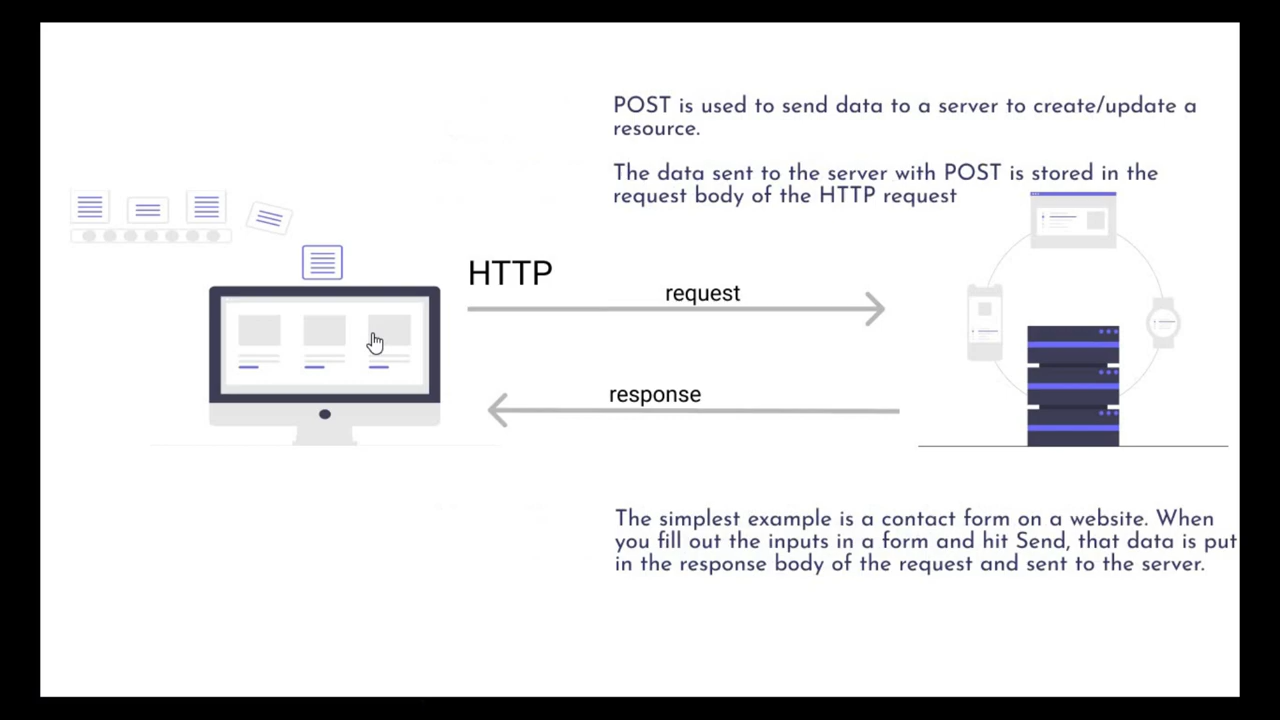 POST is used to send data to a server to create/update a
resource.
The data sent to the server with POST is stored in the
request body of the HTTP request
HTTP
request
response
The simplest example is a contact form on a website. When
you fill out the inputs in a form and hit Send, that data is put
in the response body of the request and sent to the server.